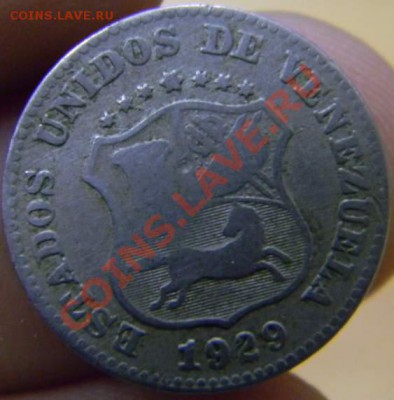 COINS.LAVE.RU
ESTADOS UNIDOS DE VENEZUELA
1929
COINS.LAVE.RU